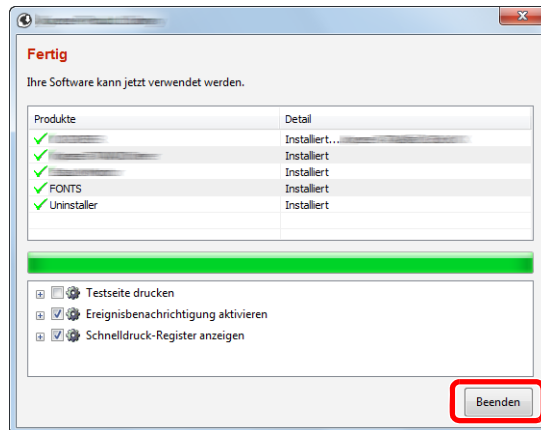 Fertig
Ihre Software kann jetzt verwendet werden.
Produkte Detail
Installiert...
Installiert
Installiert
FONTS Installiert
Uninstaller Installiert
Testseite drucken
Ereignisbenachrichtigung aktivieren
Schnelldruck-Register anzeigen
Beenden